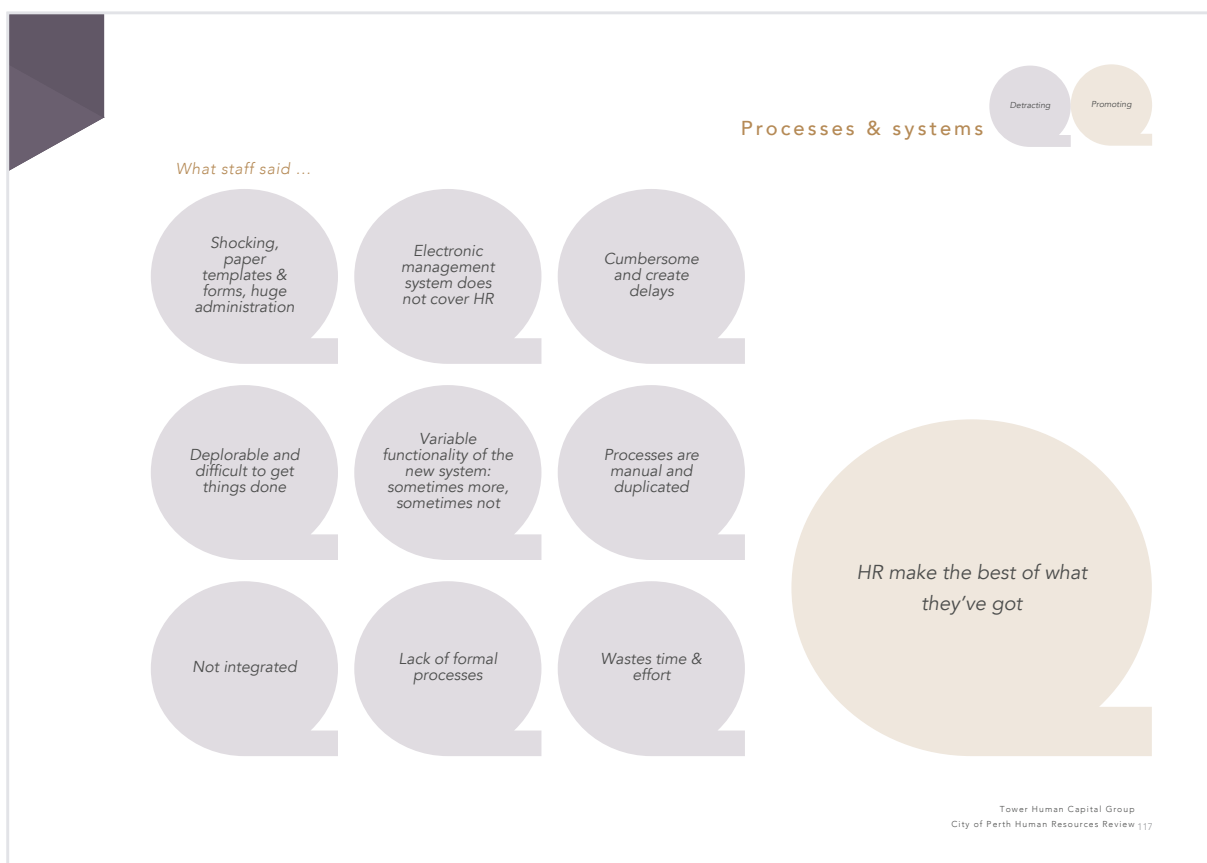 Detracting
Promoting
Processes & systems
What staff said …
Shocking,
paper
templates &
forms, huge
administration
Electronic
management
system does
not cover HR
Cumbersome
and create
delays
Deplorable and
difficult to get
things done
Variable
functionality of the
new system:
sometimes more,
sometimes not
Processes are
manual and
duplicated
Not integrated
Lack of formal
processes
Wastes time &
effort
HR make the best of what
they’ve got
Tower Human Capital Group
City of Perth Human Resources Review 117